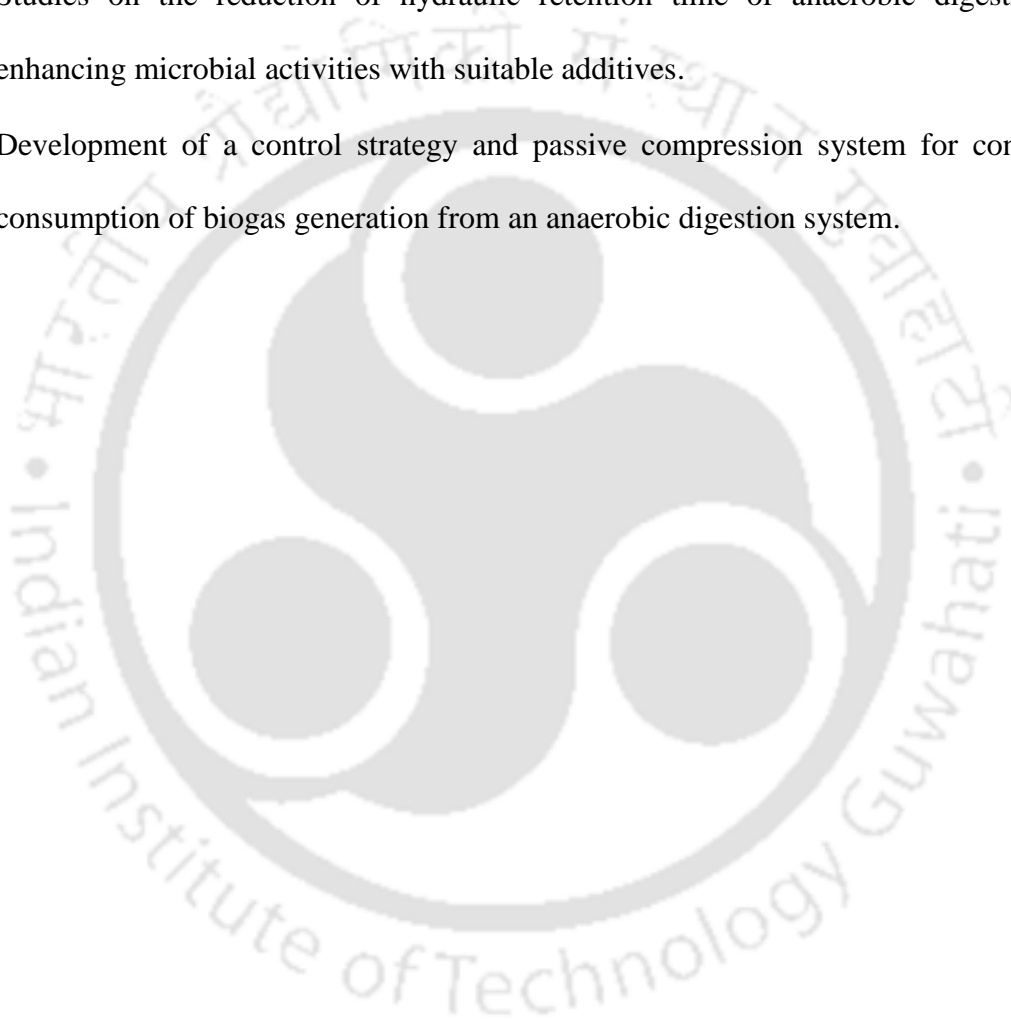 Studies on the reduction of hydraulic retention time of anaerobic digest
enhancing microbial activities with suitable additives.
Development of a control strategy and passive compression system for con
consumption of biogas generation from an anaerobic digestion system.
भारतीय प्रौद्योगिकी संस्थान गुवाहाटी
Indian Institute of Technology Guwahati